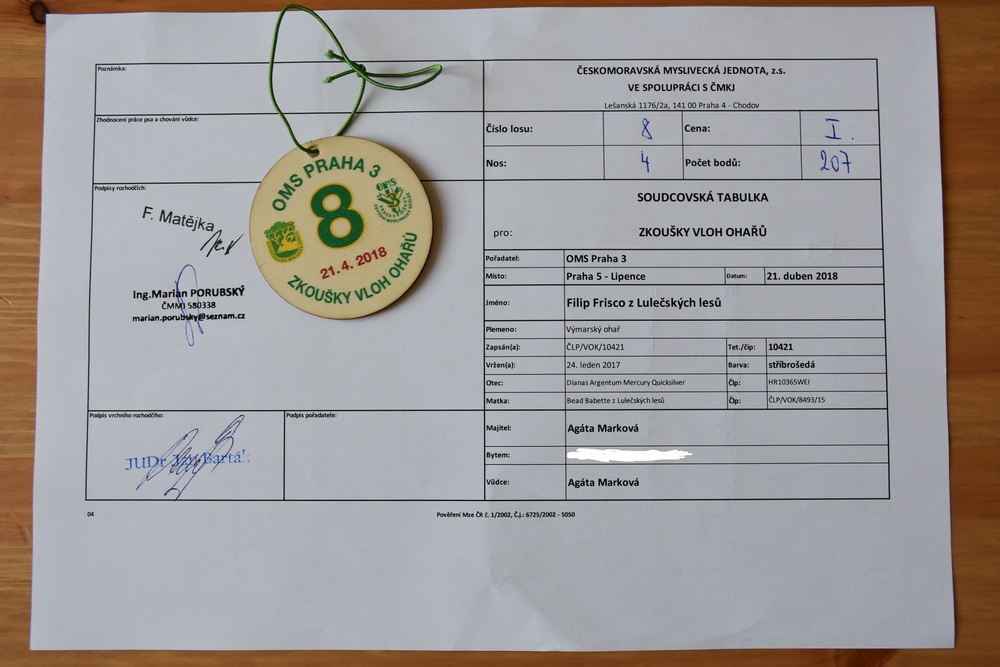 Poznámka:
Zhodnocení práce psa a chování vůdce:
Podpisy rozhodčích:
F. Matějka
Ing.Marian PORUBSKÝ
ČMMJ 580338
marian.porubsky@seznam.cz
Podpis vrchního rozhodčího:
JUDr. Jan Bartá
Podpis pořadatele:
OMS PRAHA 3
8
OMS
3
21. 4. 2018
ZKOUŠKY VLOH OHAŘŮ
ČESKOMORAVSKÁ MYSLIVECKÁ JEDNOTA, z.s.
VE SPOLUPRÁCI S ČMKJ
Lešanská 1176/2a, 141 00 Praha 4 - Chodov
Číslo losu: 8 Cena: I.
Nos: 4 Počet bodů: 207
SOUDCOVSKÁ TABULKA
pro: ZKOUŠKY VLOH OHAŘŮ
Pořadatel: OMS Praha 3
Místo: Praha 5 - Lipence Datum: 21. duben 2018
Jméno: Filip Frisco z Lulečských lesů
Plemeno: Výmarský ohař
Zapsán(a): ČLP/VOK/10421 Tet./čip: 10421
Vržen(a): 24. leden 2017 Barva: stříbrošedá
Otec: Dianas Argentum Mercury Quicksilver Čip: HR10365WEI
Matka: Bead Babette z Lulečských lesů Čip: ČLP/VOK/8493/15
Majitel: Agáta Marková
Bytem:
Vůdce: Agáta Marková
04 Pověření Mze ČR č. 1/2002, Č.j.: 6725/2002 - 5050